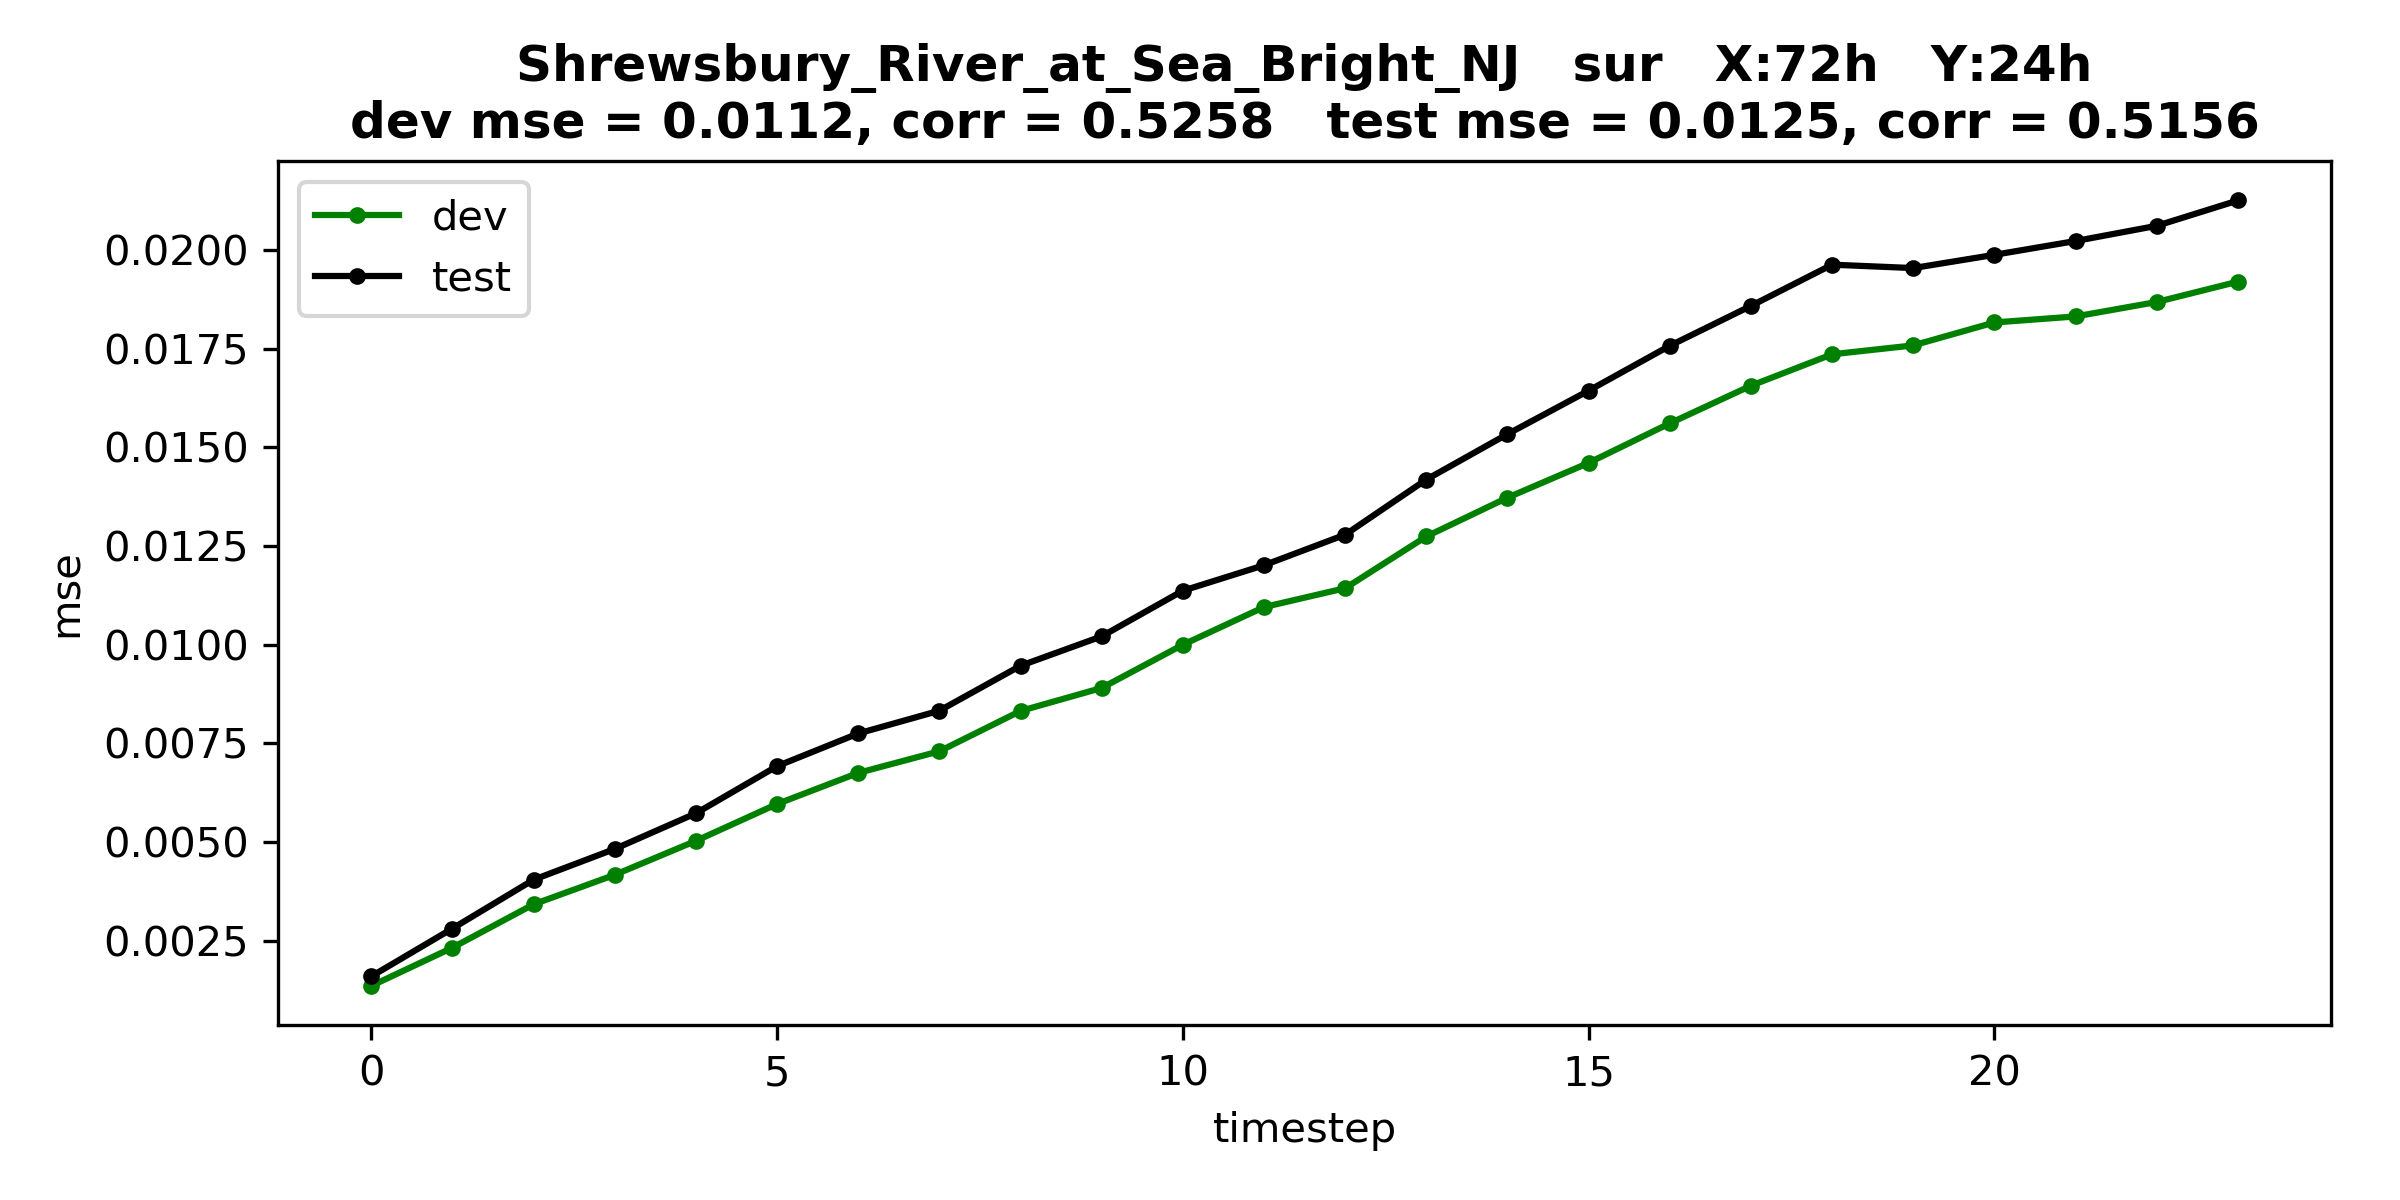 Shrewsbury_River_at_Sea_Bright_NJ   sur   X:72h   Y:24h
dev mse = 0.0112, corr = 0.5258   test mse = 0.0125, corr = 0.5156
dev
test
0.0200
0.0175
0.0150
0.0125
0.0100
0.0075
0.0050
0.0025
mse
0 5 10 15 20
timestep